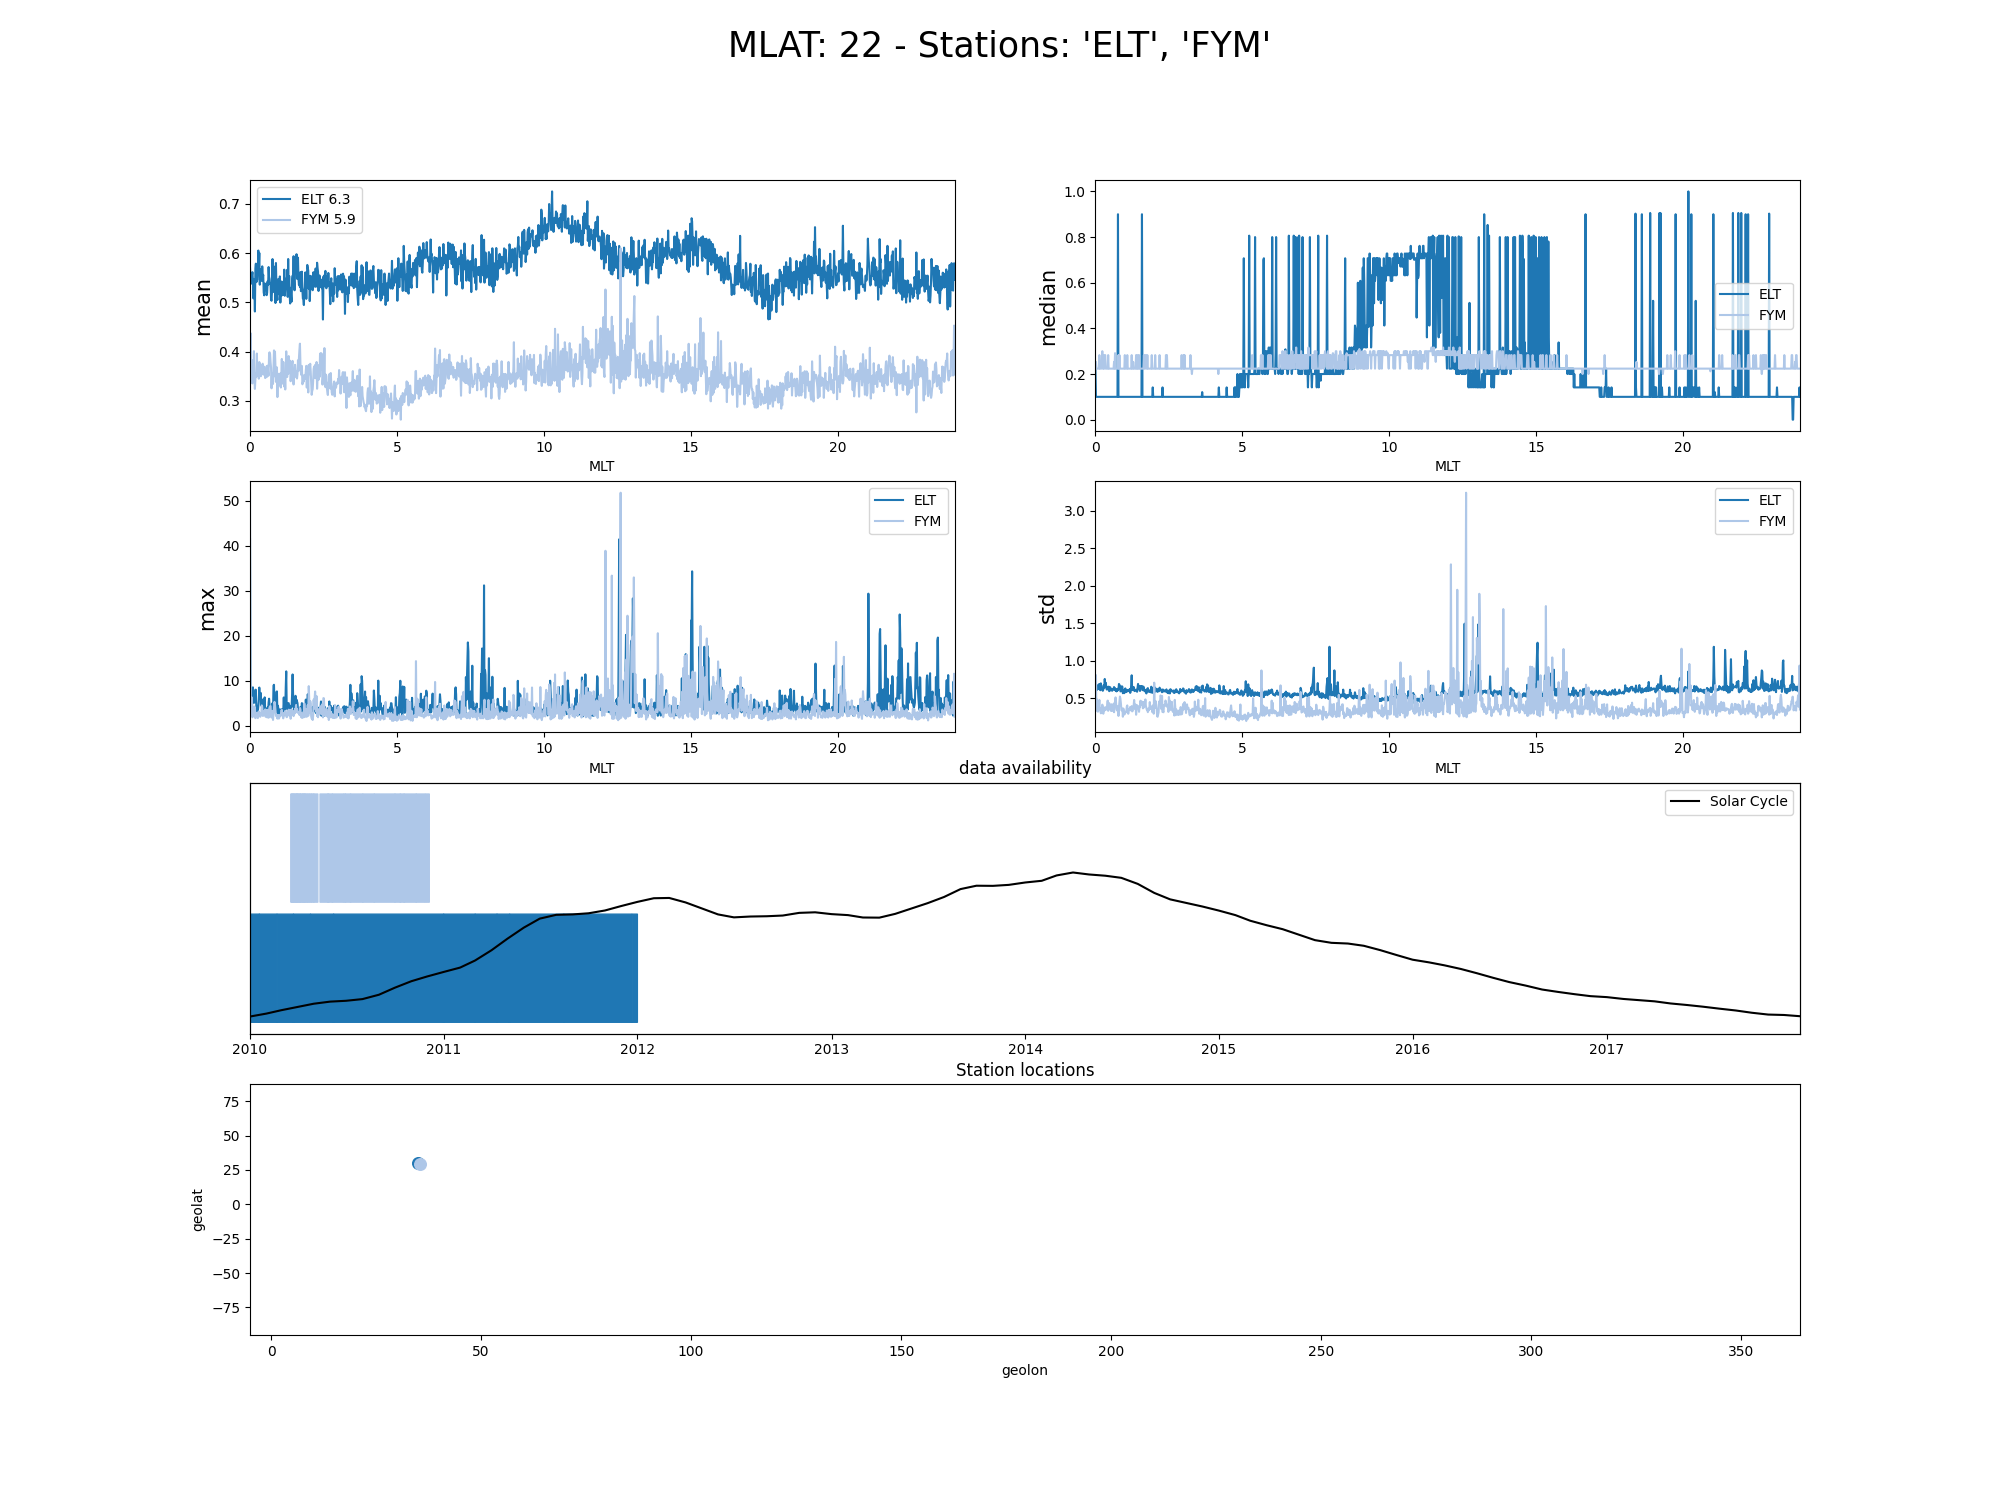 MLAT: 22 - Stations: 'ELT', 'FYM'
mean
0.7
0.6
0.5
0.4
0.3
ELT 6.3
FYM 5.9
0 5 10 15 20
MLT
median
1.0
0.8
0.6
0.4
0.2
0.0
ELT
FYM
0 5 10 15 20
MLT
max
50
40
30
20
10
0
ELT
FYM
0 5 10 15 20
MLT
std
3.0
2.5
2.0
1.5
1.0
0.5
ELT
FYM
0 5 10 15 20
MLT
data availability
Solar Cycle
2010 2011 2012 2013 2014 2015 2016 2017
Station locations
geolat
75
50
25
0
−25
−50
−75
0 50 100 150 200 250 300 350
geolon